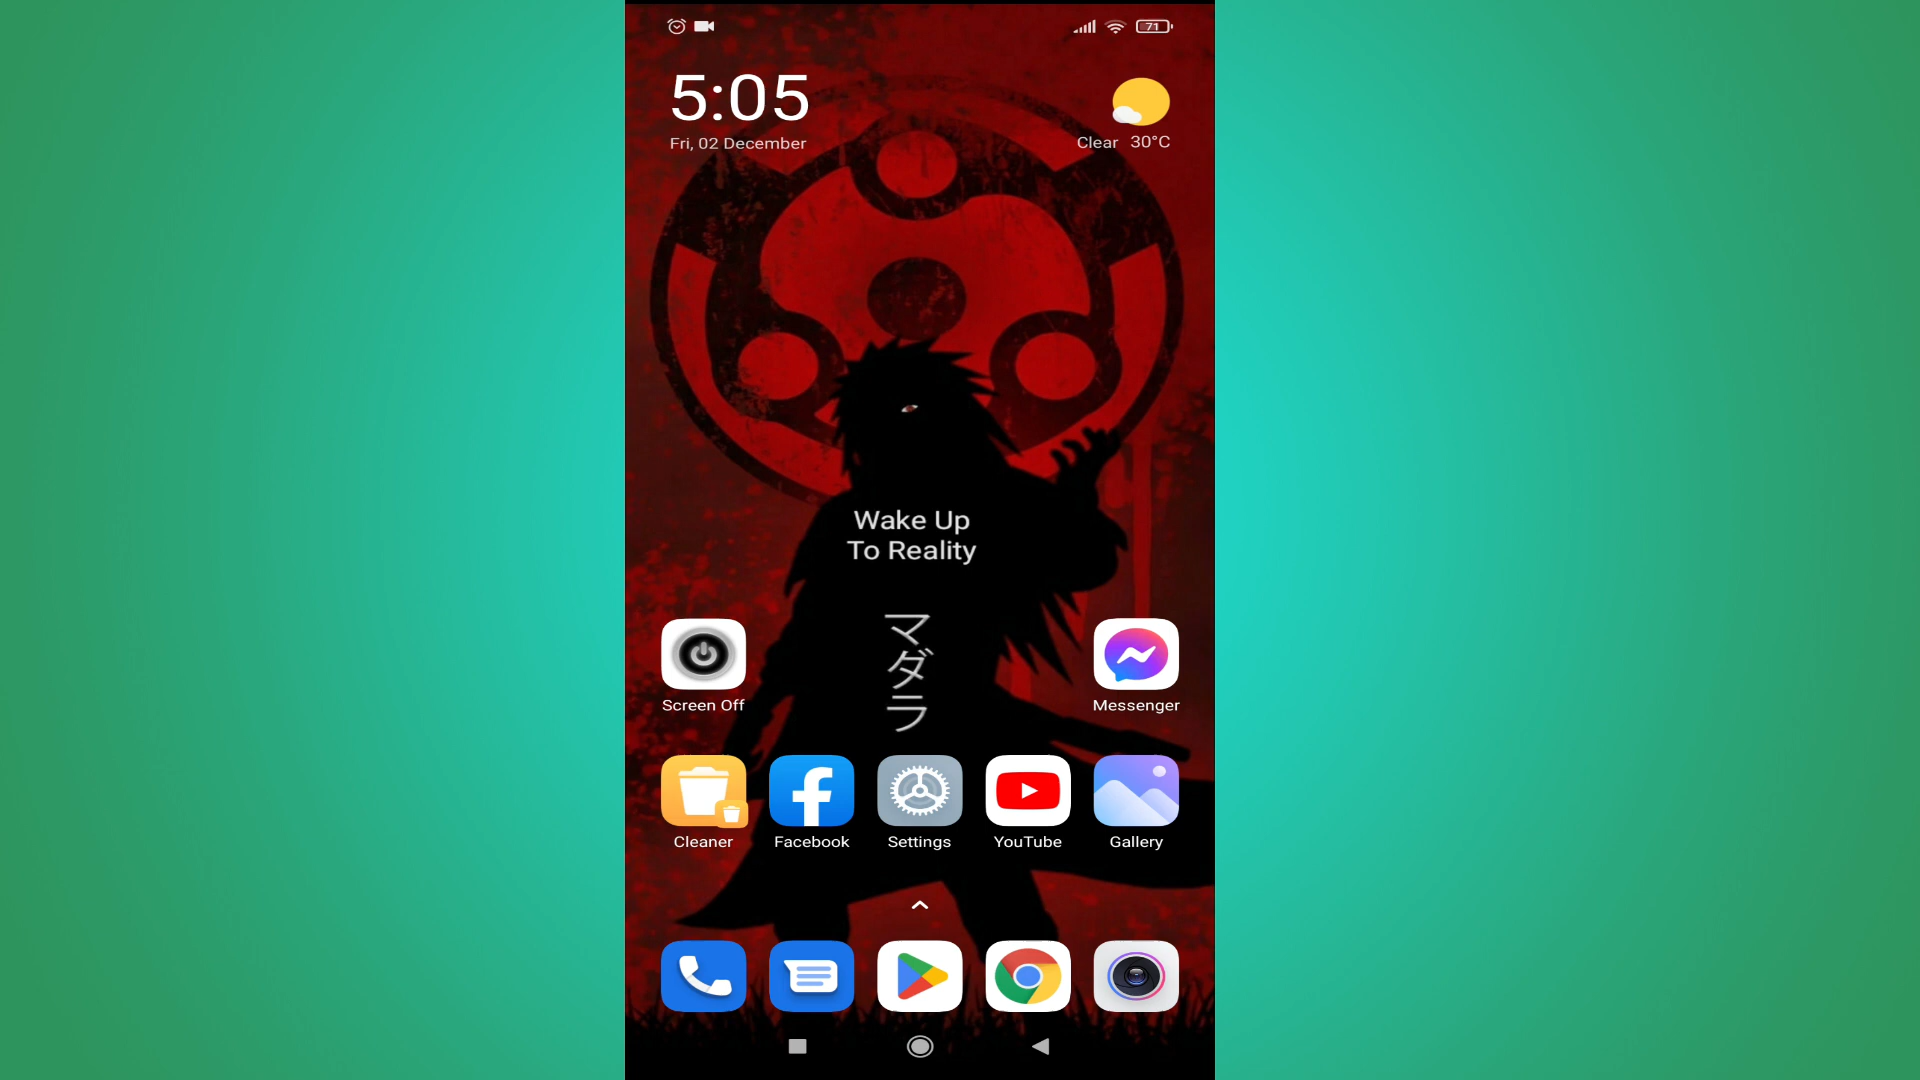 71
5:05
Fri, 02 December
Clear 30°C
Wake Up
To Reality
マダラ
Screen Off
Messenger
Cleaner
Facebook
Settings
YouTube
Gallery